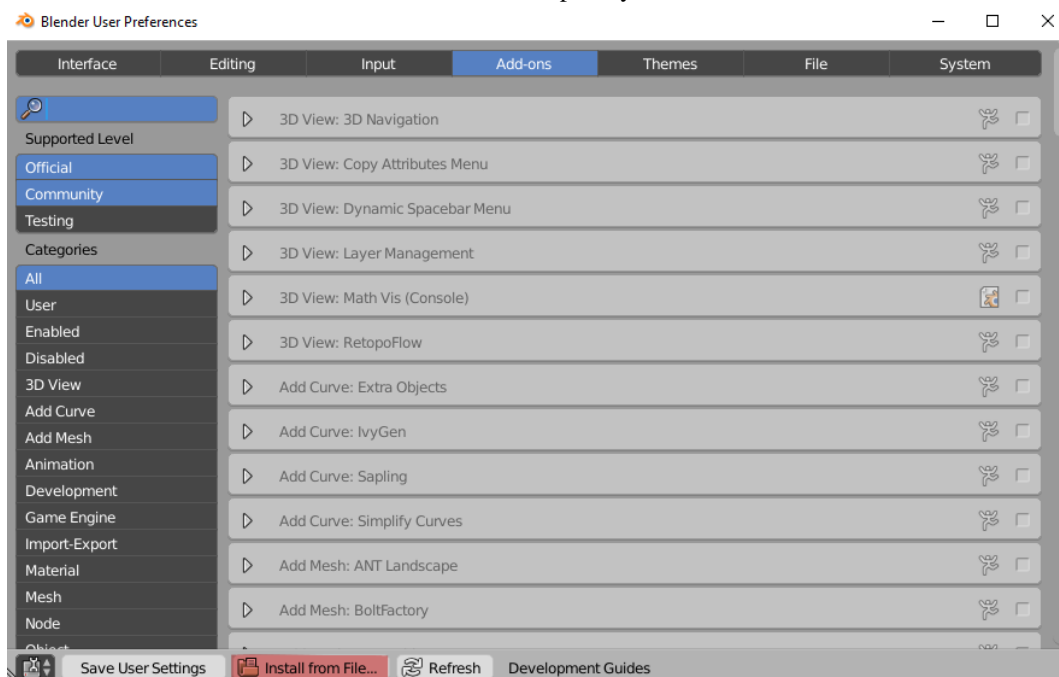 Blender User Preferences
Interface Editing Input Add-ons Themes File System
Supported Level
Official
Community
Testing
Categories
All
User
Enabled
Disabled
3D View
Add Curve
Add Mesh
Animation
Development
Game Engine
Import-Export
Material
Mesh
Node
Object
3D View: 3D Navigation
3D View: Copy Attributes Menu
3D View: Dynamic Spacebar Menu
3D View: Layer Management
3D View: Math Vis (Console)
3D View: RetopoFlow
Add Curve: Extra Objects
Add Curve: IvyGen
Add Curve: Sapling
Add Curve: Simplify Curves
Add Mesh: ANT Landscape
Add Mesh: BoltFactory
Save User Settings Install from File... Refresh Development Guides